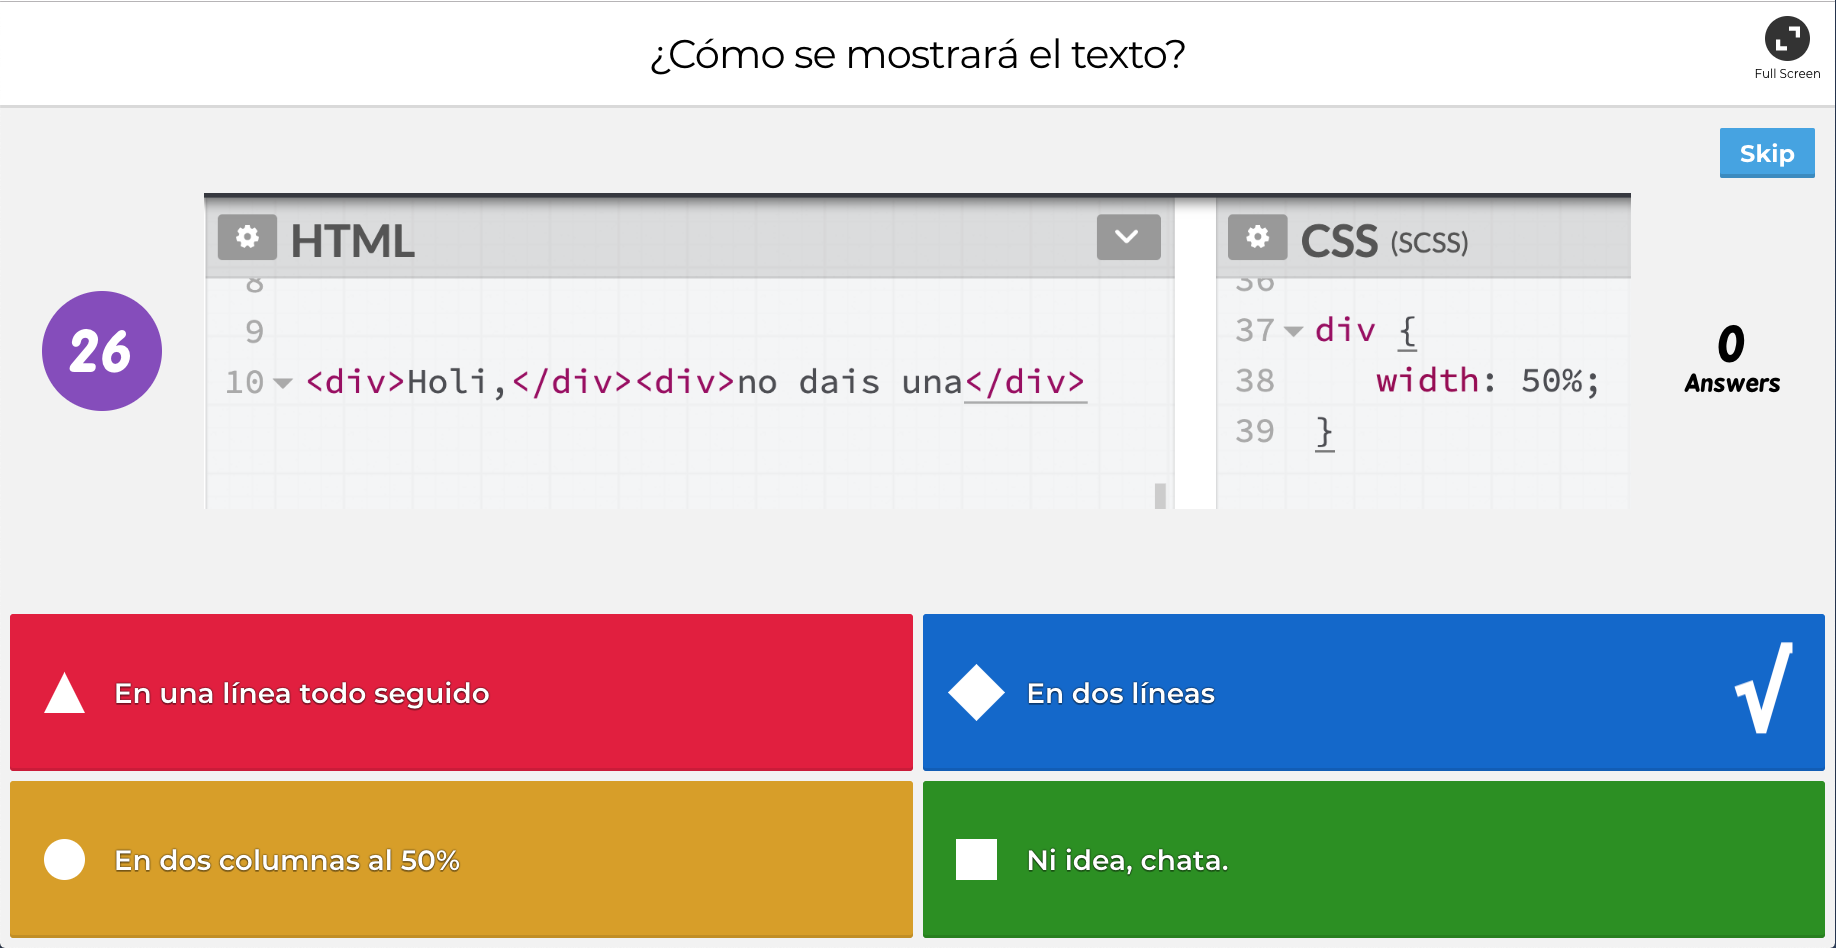 ¿Cómo se mostrará el texto?
Full Screen
Skip
HTML
CSS (SCSS)
8
9
10 <div>Holi,</div><div>no dais una</div>
36
37 div {
38 width: 50%;
39 }
26
0
Answers
En una línea todo seguido
En dos líneas
En dos columnas al 50%
Ni idea, chata.